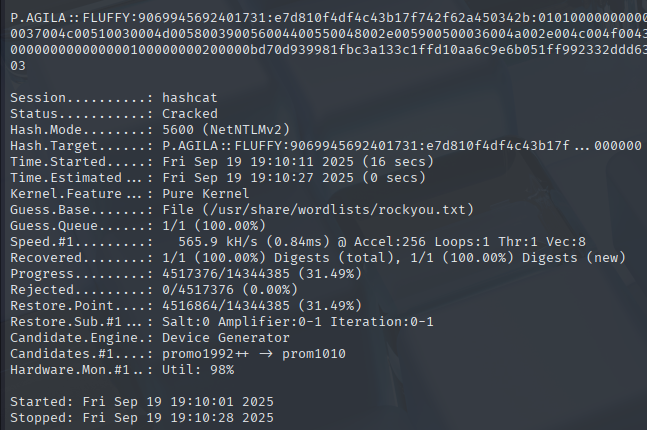 P.AGILA::FLUFFY:9069945692401731:e7d810f4df4c43b17f742f62a450342b:0101000000000
0037004c00510030004d005800390056004400550048002e005900500036004a002e004c004f0043
0000000000000001000000002000000bd70d939981fbc3a133c1ffd10aa6c9e6b051ff992332ddd63
03
Session..........: hashcat
Status...........: Cracked
Hash.Mode........: 5600 (NetNTLMv2)
Hash.Target......: P.AGILA::FLUFFY:9069945692401731:e7d810f4df4c43b17f...000000
Time.Started.....: Fri Sep 19 19:10:11 2025 (16 secs)
Time.Estimated...: Fri Sep 19 19:10:27 2025 (0 secs)
Kernel.Feature...: Pure Kernel
Guess.Base.......: File (/usr/share/wordlists/rockyou.txt)
Guess.Queue......: 1/1 (100.00%)
Speed.#1.........:   565.9 kH/s (0.84ms) @ Accel:256 Loops:1 Thr:1 Vec:8
Recovered........: 1/1 (100.00%) Digests (total), 1/1 (100.00%) Digests (new)
Progress.........: 4517376/14344385 (31.49%)
Rejected.........: 0/4517376 (0.00%)
Restore.Point....: 4516864/14344385 (31.49%)
Restore.Sub.#1...: Salt:0 Amplifier:0-1 Iteration:0-1
Candidate.Engine.: Device Generator
Candidates.#1....: promo1992++ -> prom1010
Hardware.Mon.#1..: Util: 98%
Started: Fri Sep 19 19:10:01 2025
Stopped: Fri Sep 19 19:10:28 2025